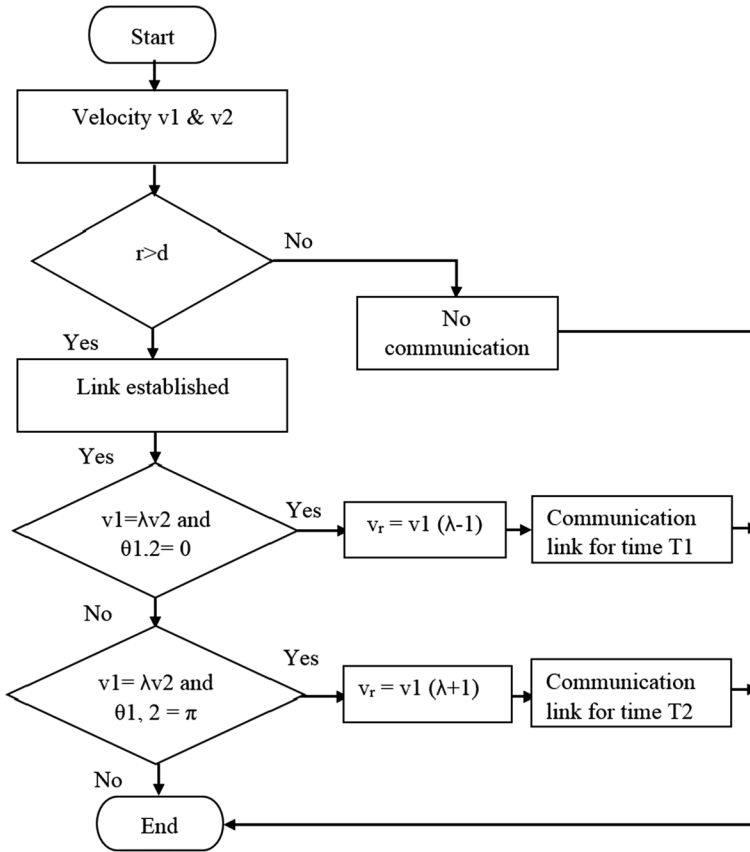 Start
Velocity v1 & v2
r>d
No
No
communication
Yes
Link established
Yes
v1=λv2 and
θ1.2= 0
Yes
vᵣ = v1 (λ-1)
Communication
link for time T1
No
v1= λv2 and
θ1, 2 = π
Yes
vᵣ = v1 (λ+1)
Communication
link for time T2
No
End